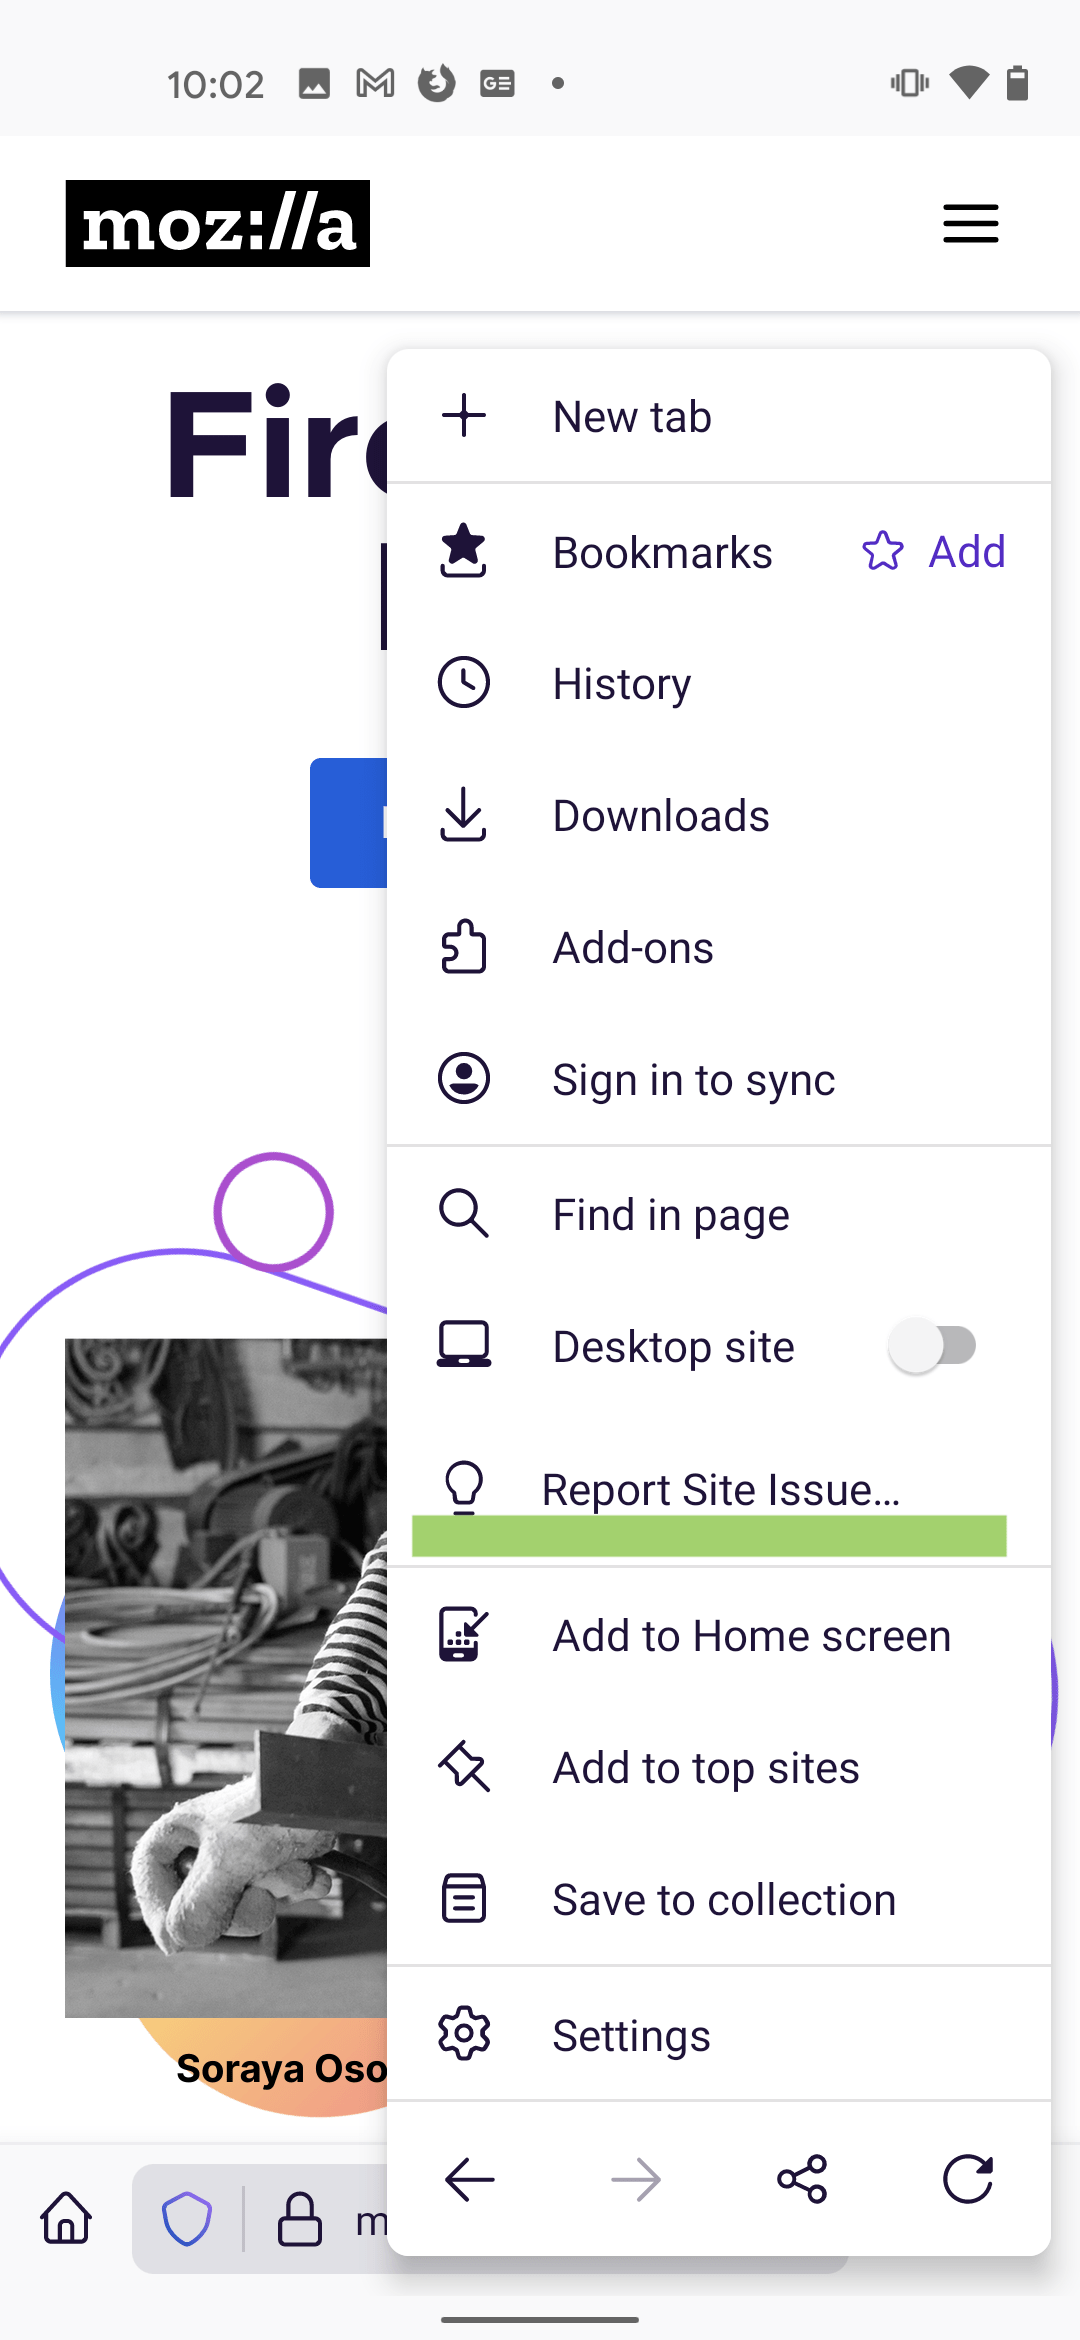 10:02
moz://a
Fir
New tab
Bookmarks
Add
History
Downloads
Add-ons
Sign in to sync
Find in page
Desktop site
Report Site Issue...
Add to Home screen
Add to top sites
Save to collection
Soraya Oso
Settings
m